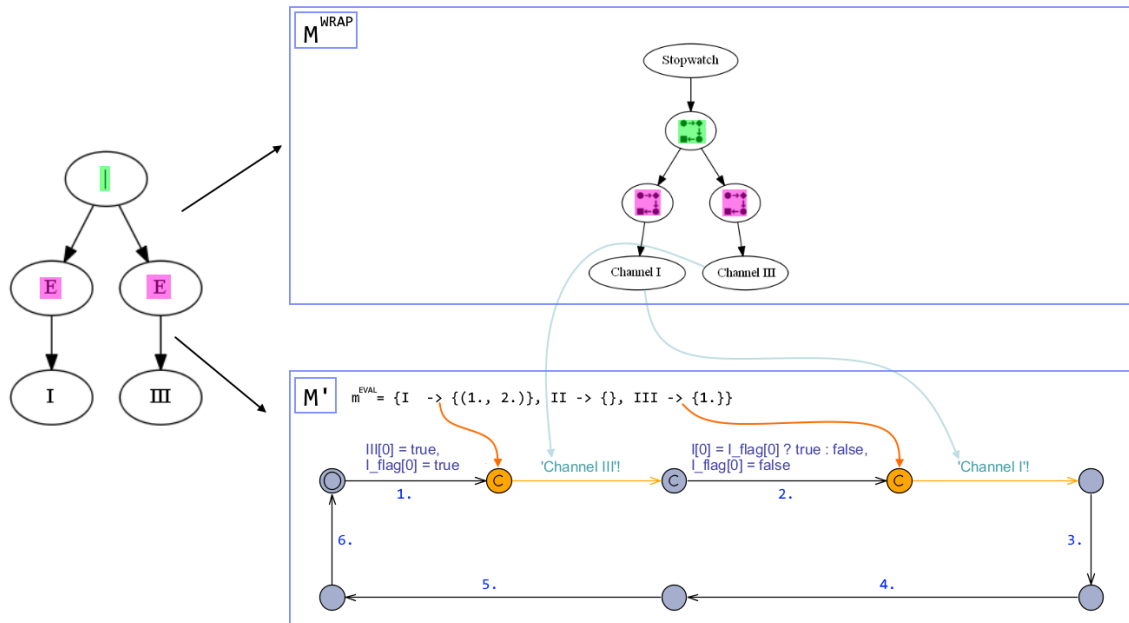 M^WRAP
Stopwatch
|
E E
Channel I Channel III
I III
M' m^EVAL = {I -> {(1., 2.)}, II -> {}, III -> {1.}}
III[0] = true,
I_flag[0] = true
'Channel III'!
I[0] = I_flag[0] ? true : false,
I_flag[0] = false
'Channel I'!
C C C
1. 2.
6. 3.
5. 4.